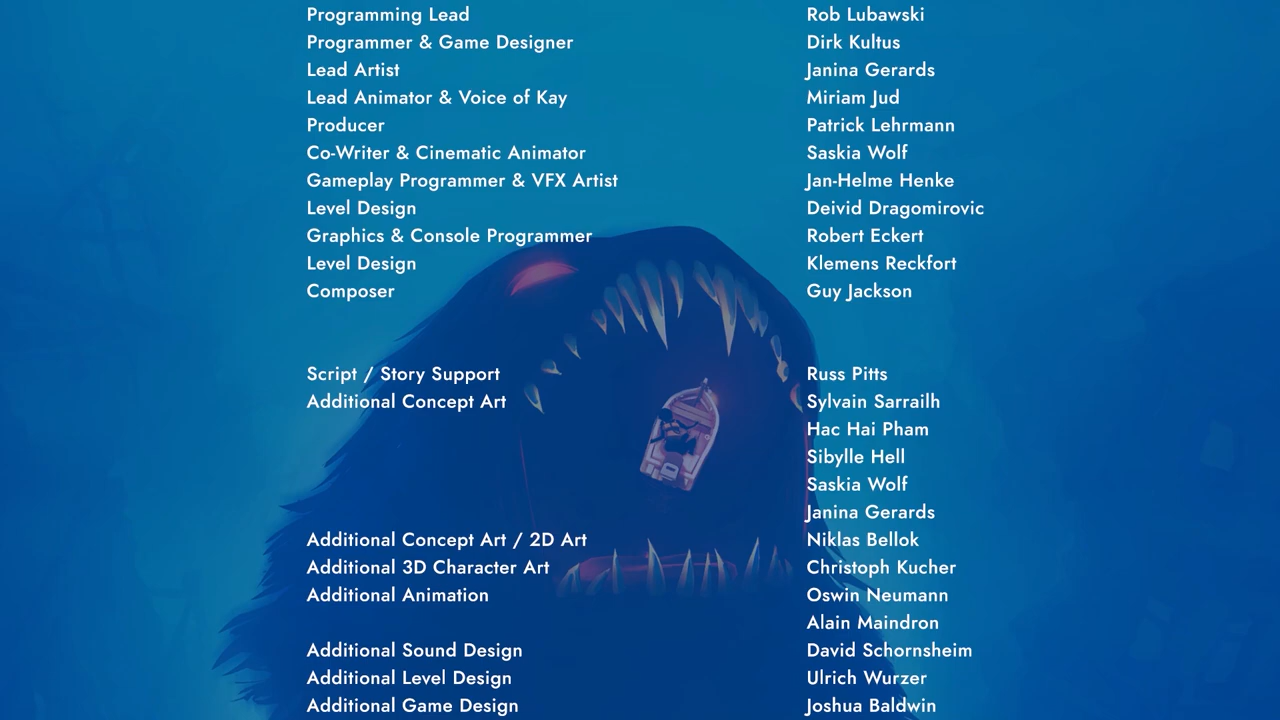 Programming Lead Rob Lubawski
Programmer & Game Designer Dirk Kultus
Lead Artist Janina Gerards
Lead Animator & Voice of Kay Miriam Jud
Producer Patrick Lehrmann
Co-Writer & Cinematic Animator Saskia Wolf
Gameplay Programmer & VFX Artist Jan-Helme Henke
Level Design Deivid Dragomirovic
Graphics & Console Programmer Robert Eckert
Level Design Klemens Reckfort
Composer Guy Jackson
Script / Story Support Russ Pitts
Additional Concept Art Sylvain Sarrailh
Hac Hai Pham
Sibylle Hell
Saskia Wolf
Janina Gerards
Additional Concept Art / 2D Art Niklas Bellok
Additional 3D Character Art Christoph Kucher
Additional Animation Oswin Neumann
Alain Maindron
Additional Sound Design David Schornsheim
Additional Level Design Ulrich Wurzer
Additional Game Design Joshua Baldwin